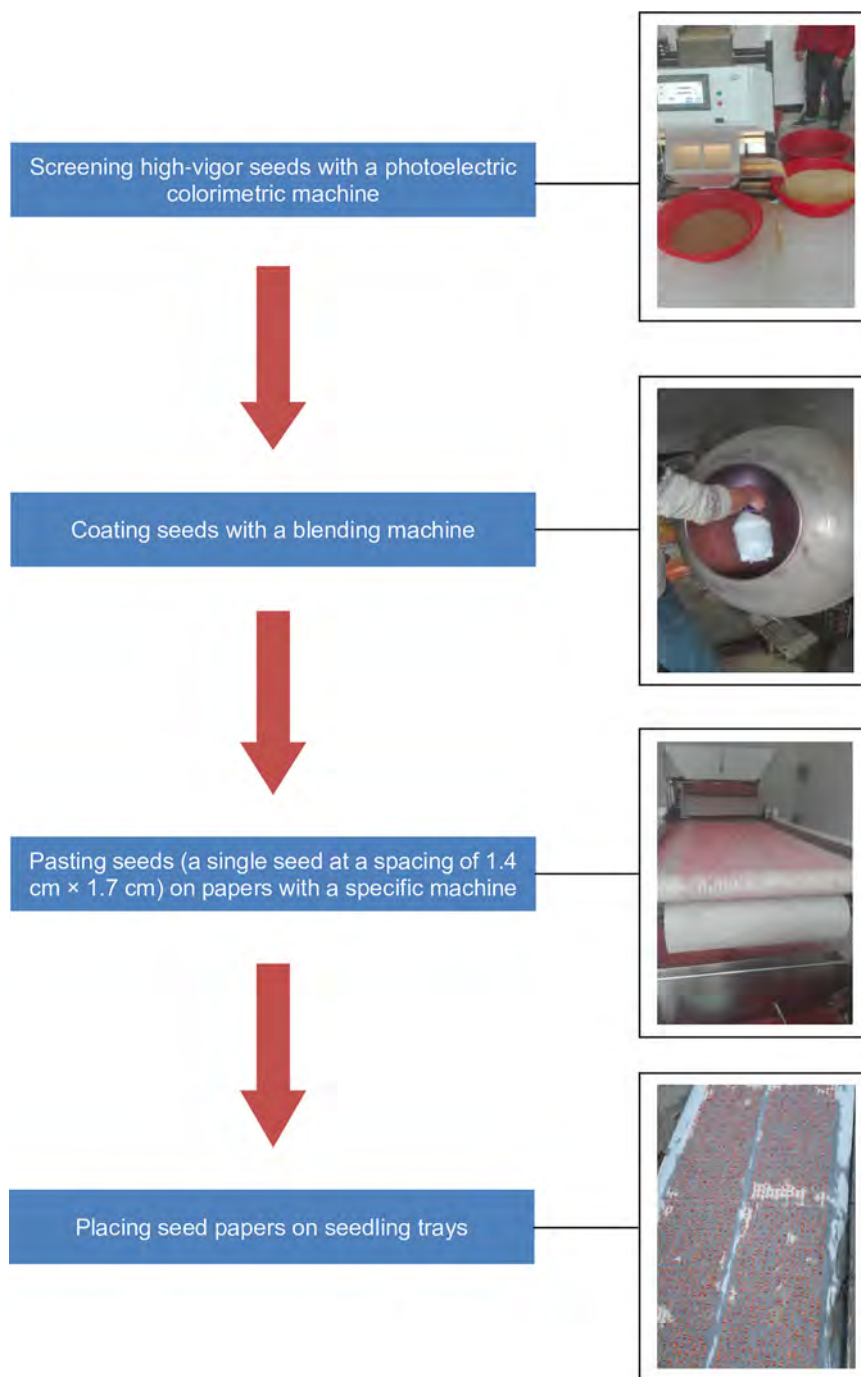 Screening high-vigor seeds with a photoelectric
colorimetric machine
Coating seeds with a blending machine
Pasting seeds (a single seed at a spacing of 1.4
cm × 1.7 cm) on papers with a specific machine
Placing seed papers on seedling trays